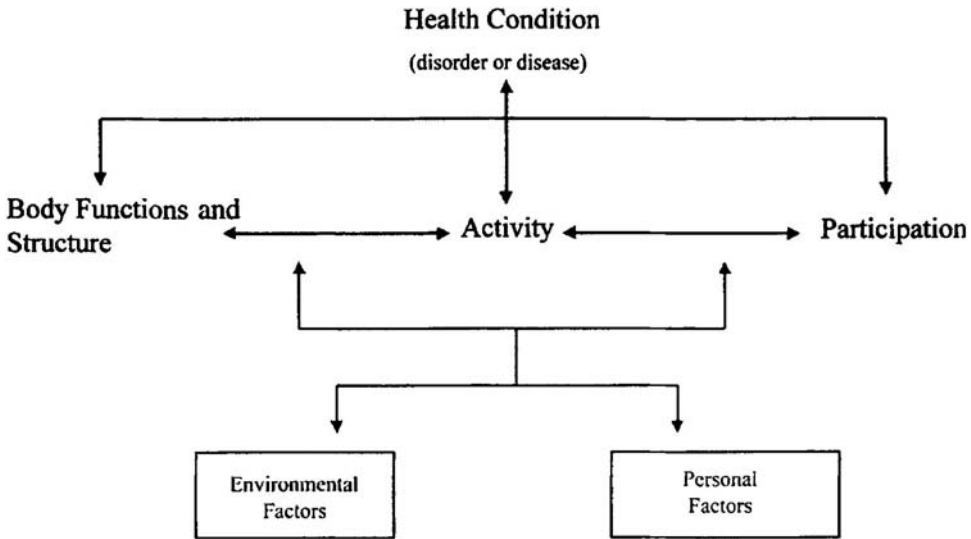 Health Condition
(disorder or disease)
Body Functions and
Structure
Activity
Participation
Environmental
Factors
Personal
Factors